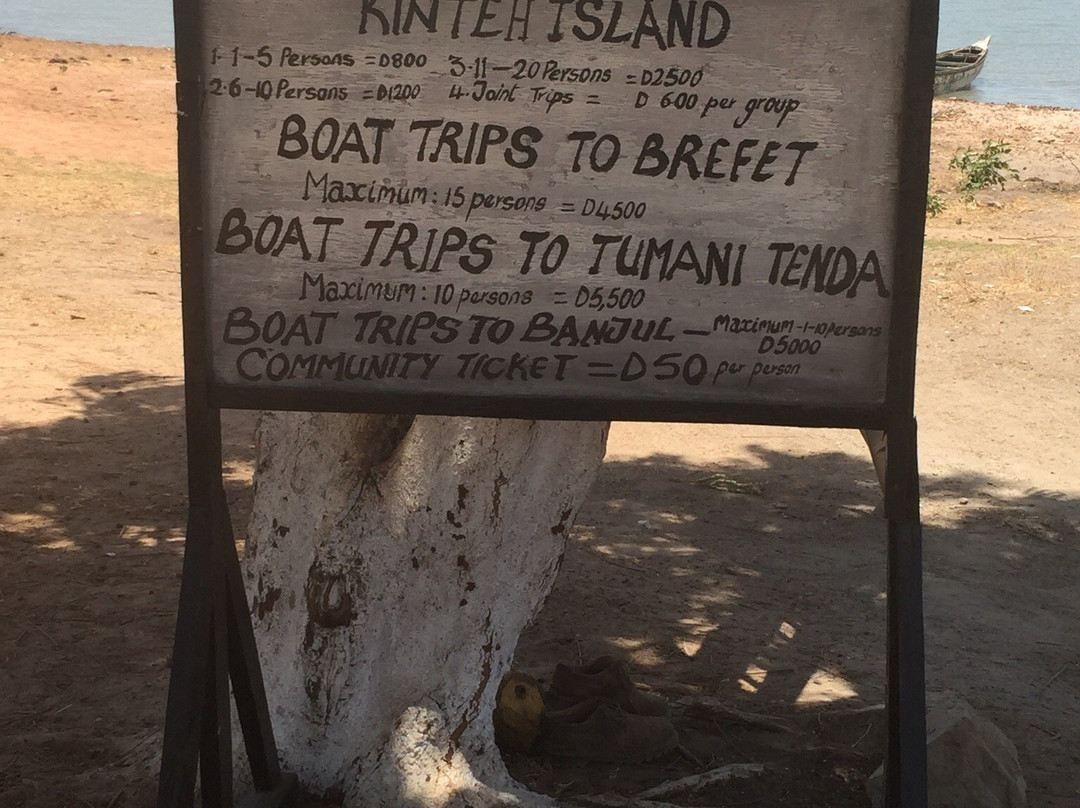 KINTEH ISLAND
1-1-5 Persons = D800 3.11-20 Persons = D2500
2.6-10 Persons = D1200 4. Joint Trips = D 600 per group
BOAT TRIPS TO BREFET
Maximum: 15 persons = D4500
BOAT TRIPS TO TUMANI TENDA
Maximum: 10 persons = D5,500
BOAT TRIPS TO BANJUL - Maximum-1-10 persons
D5000
COMMUNITY TICKET = D50 per person